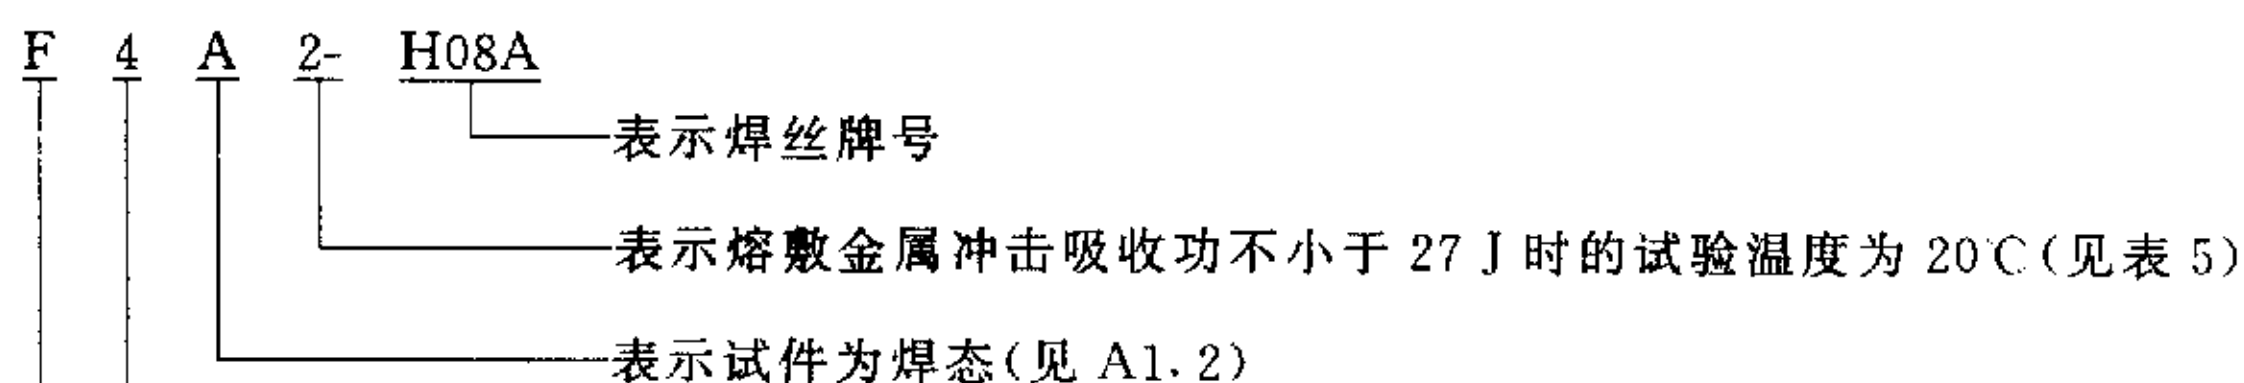 F 4 A 2- H08A
表示焊丝牌号
表示熔敷金属冲击吸收功不小于 27 J 时的试验温度为 20℃(见表 5)
表示试件为焊态(见 A1.2)